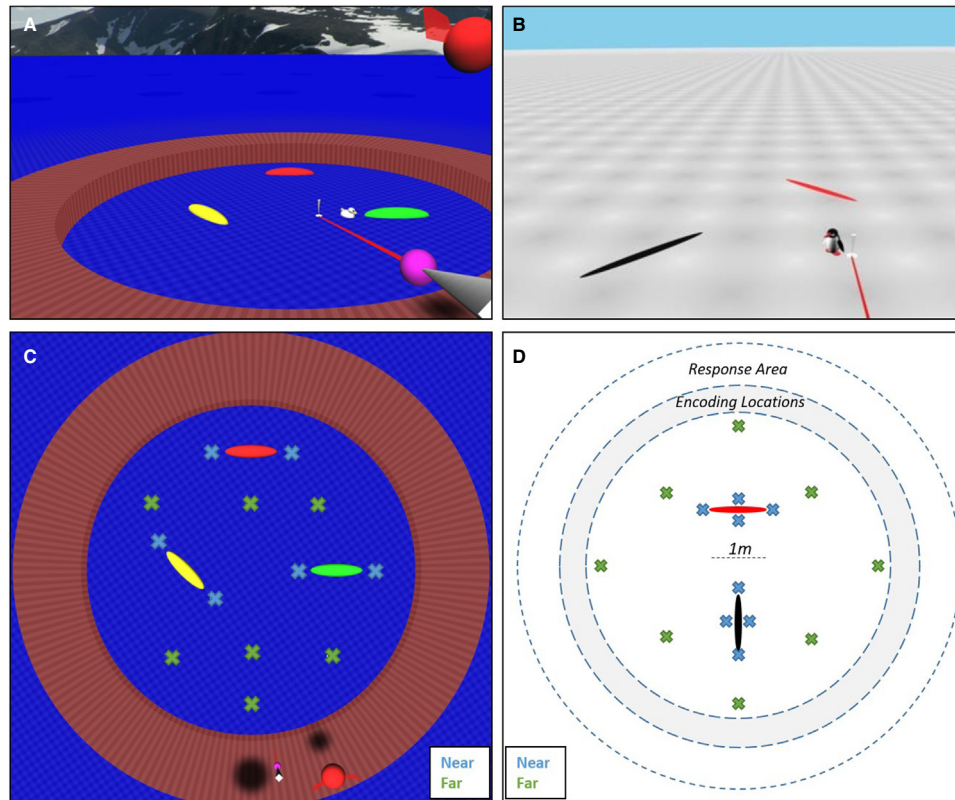 A
B
C
Near
Far
D
Response Area
Encoding Locations
1m
Near
Far